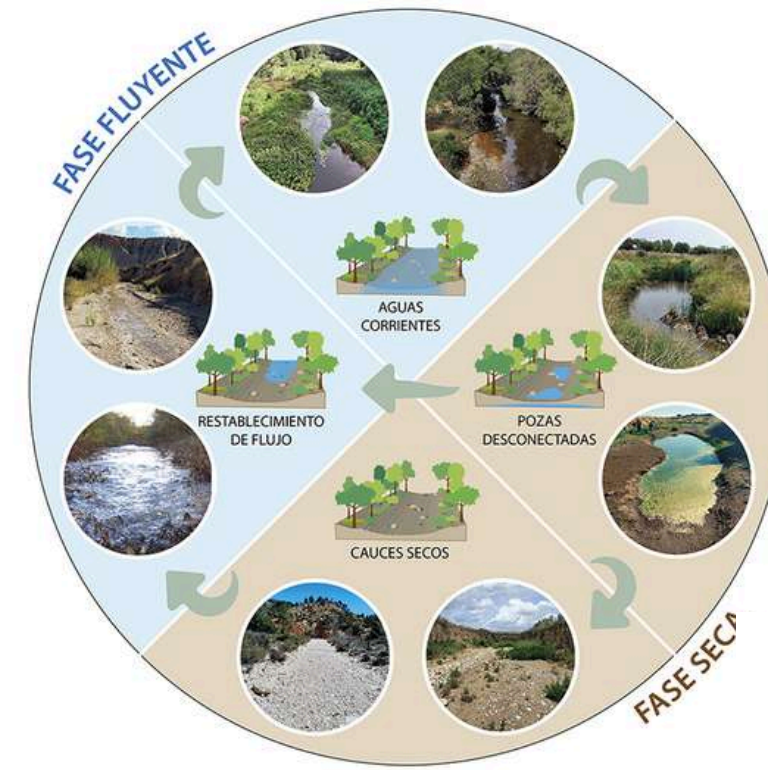 FASE FLUYENTE
AGUAS
CORRIENTES
RESTABLECIMIENTO
DE FLUJO
POZAS
DESCONECTADAS
CAUCES SECOS
FASE SECA